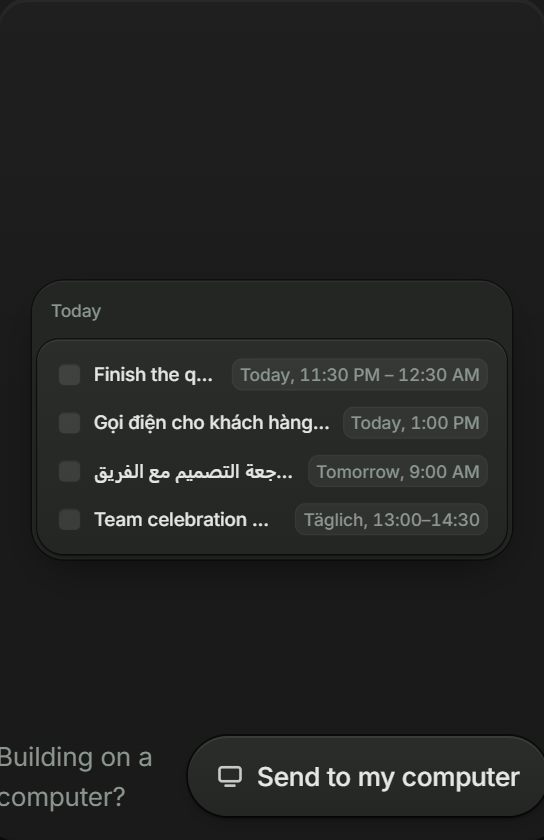 Today
Finish the q...
Today, 11:30 PM – 12:30 AM
Gọi điện cho khách hàng...
Today, 1:00 PM
...جعة التصميم مع الفريق
Tomorrow, 9:00 AM
Team celebration ...
Täglich, 13:00–14:30
Building on a
computer?
Send to my computer